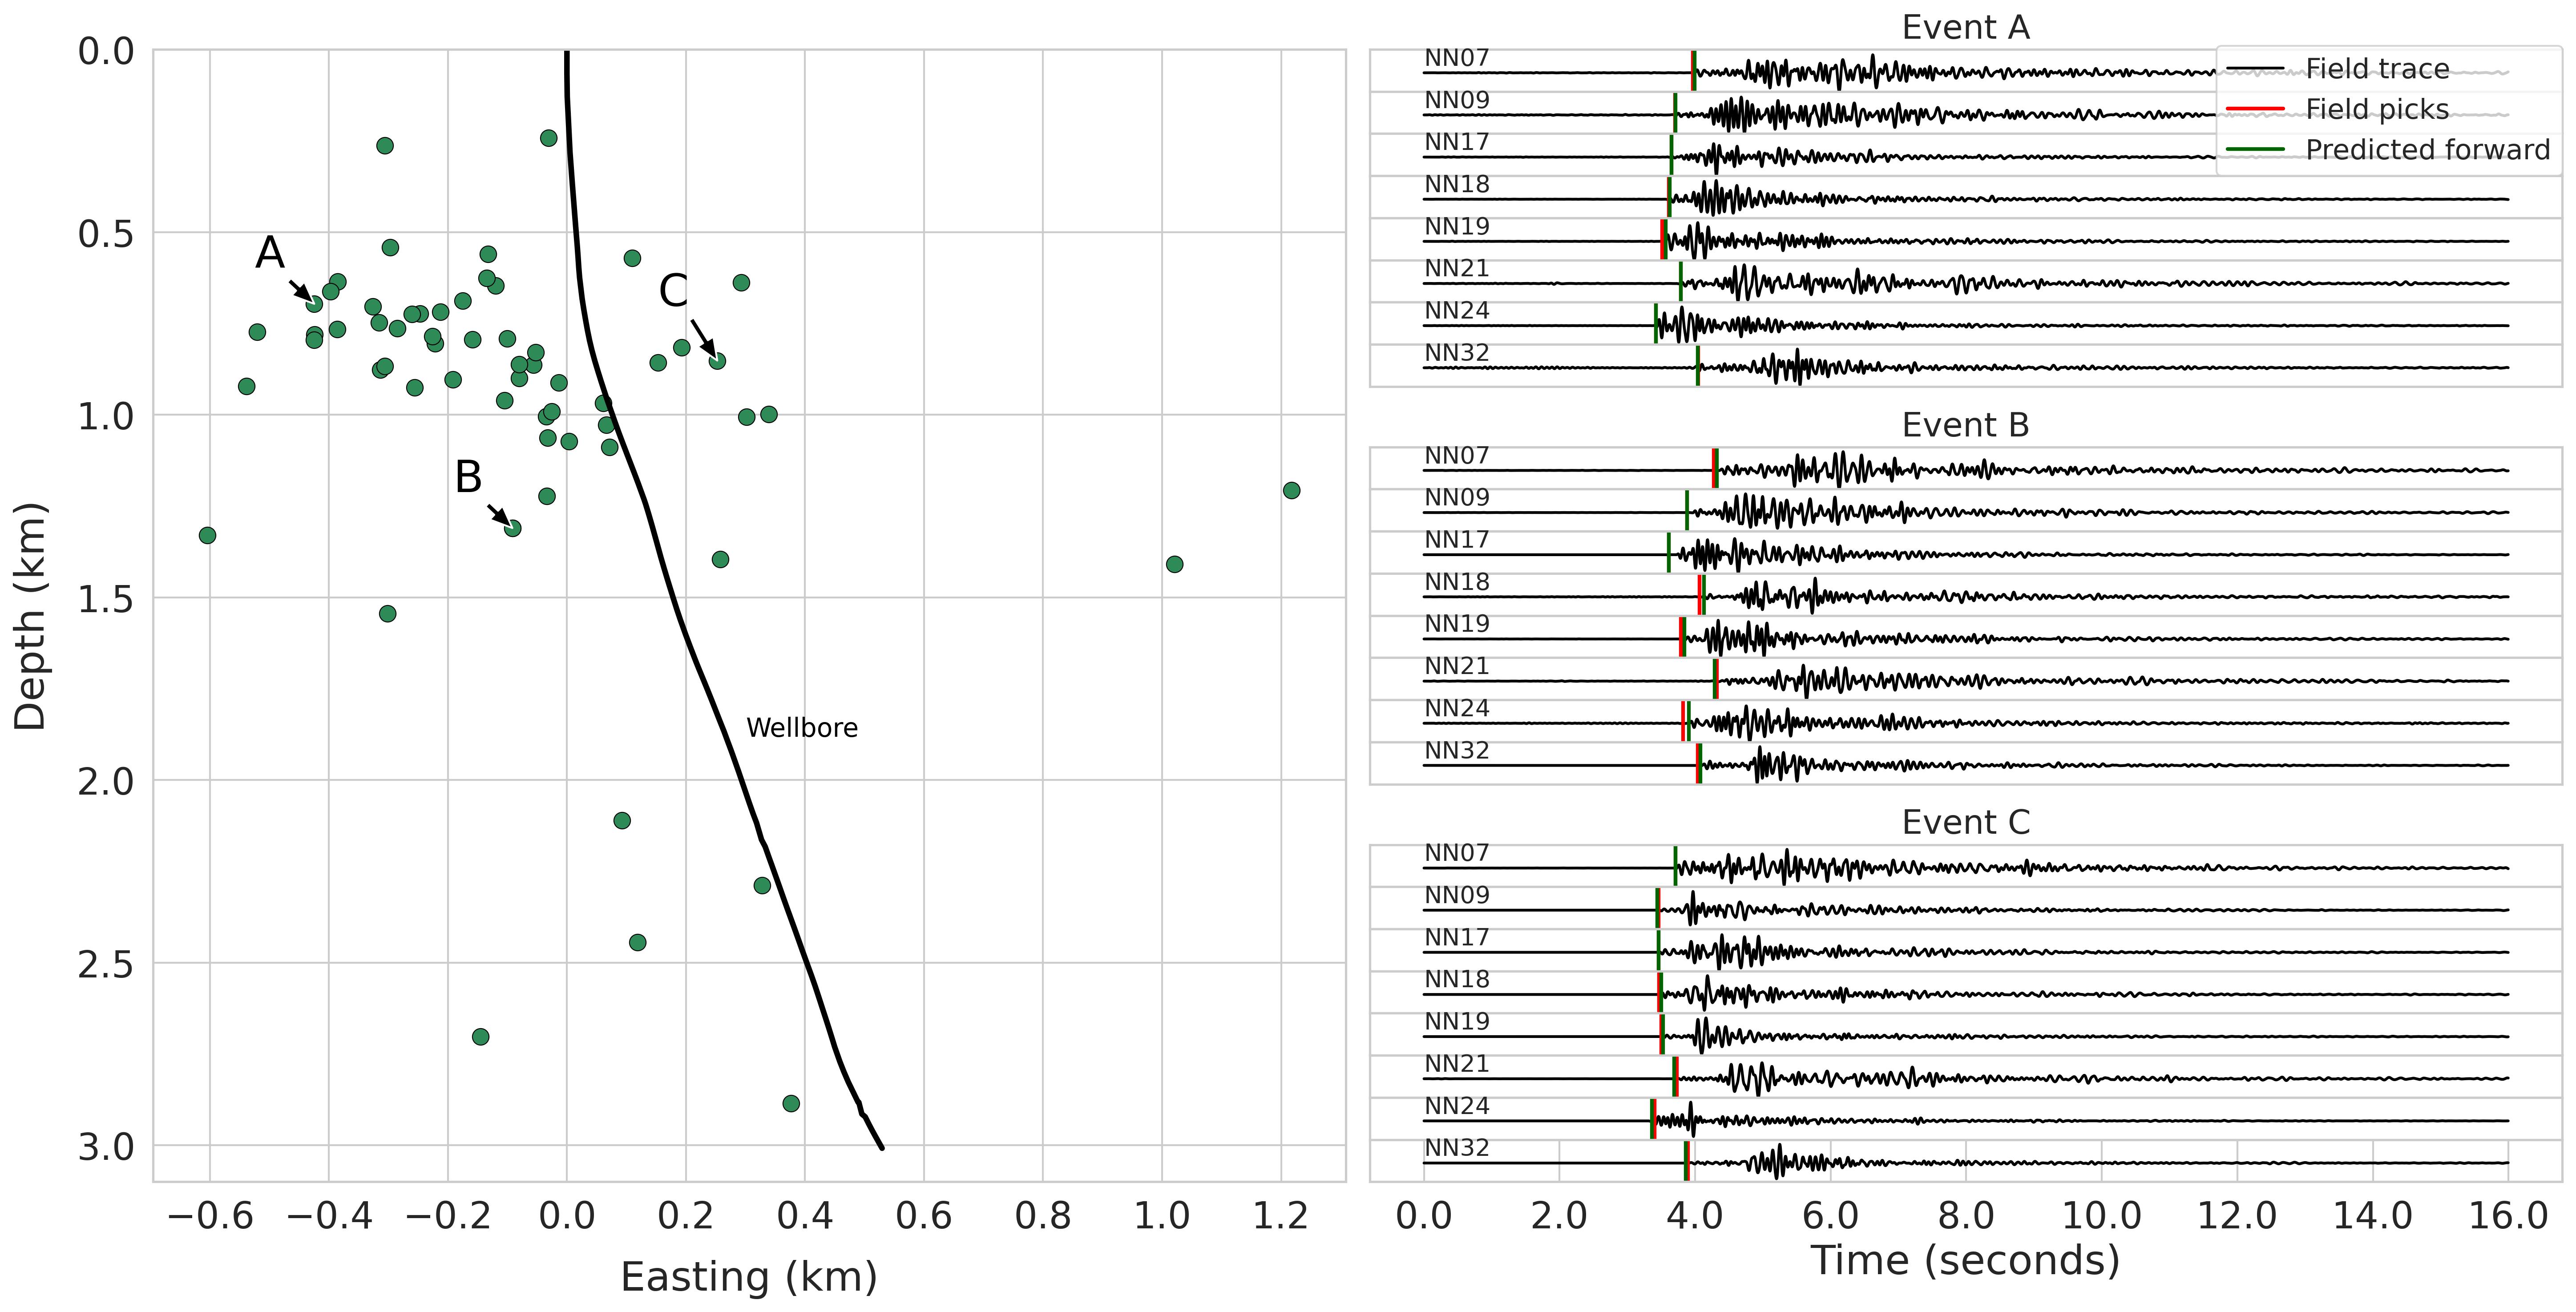 0.0
0.5
1.0
1.5
2.0
2.5
3.0
Depth (km)
A
B
C
Wellbore
−0.6 −0.4 −0.2 0.0 0.2 0.4 0.6 0.8 1.0 1.2
Easting (km)
Event A
NN07
NN09
NN17
NN18
NN19
NN21
NN24
NN32
Field trace
Field picks
Predicted forward
Event B
NN07
NN09
NN17
NN18
NN19
NN21
NN24
NN32
Event C
NN07
NN09
NN17
NN18
NN19
NN21
NN24
NN32
0.0 2.0 4.0 6.0 8.0 10.0 12.0 14.0 16.0
Time (seconds)